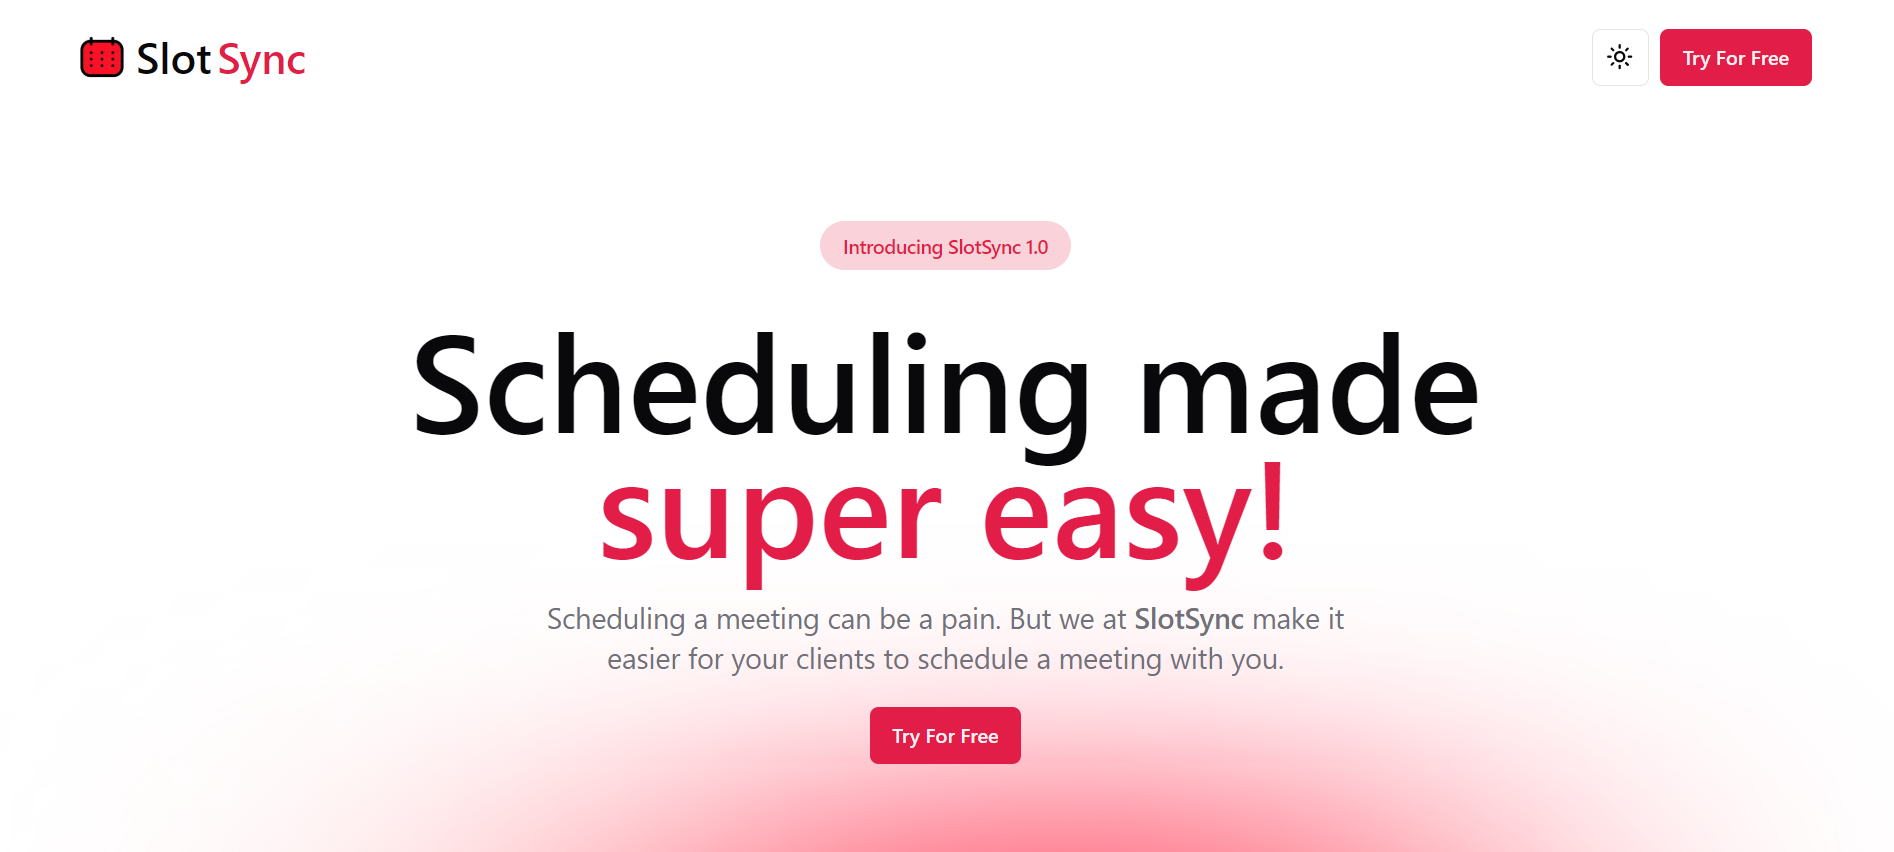 Slot Sync
Try For Free
Introducing SlotSync 1.0
Scheduling made
super easy!
Scheduling a meeting can be a pain. But we at SlotSync make it
easier for your clients to schedule a meeting with you.
Try For Free